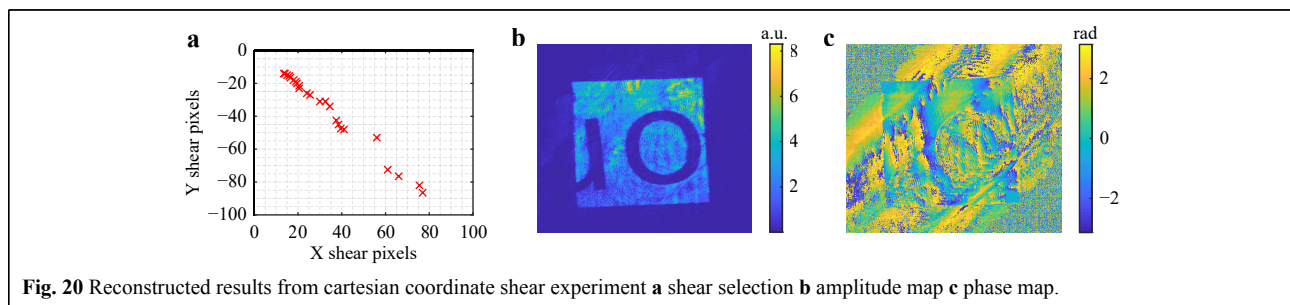 a
b
c
a.u.
rad
0
−20
−40
−60
−80
−100
Y shear pixels
0
20
40
60
80
100
X shear pixels
8
6
4
2
2
0
−2
Fig. 20 Reconstructed results from cartesian coordinate shear experiment a shear selection b amplitude map c phase map.